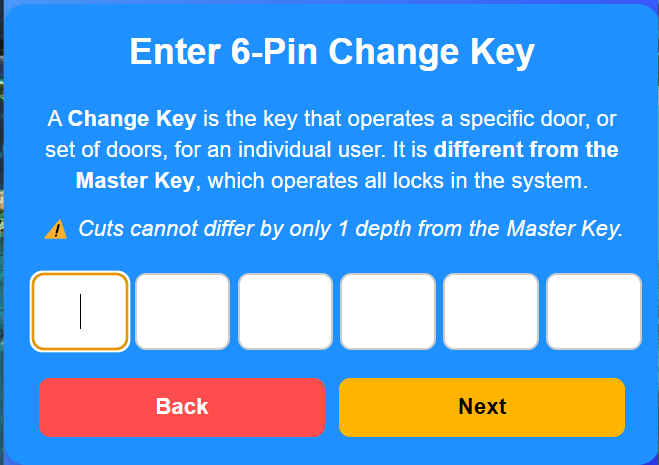 Enter 6-Pin Change Key
A Change Key is the key that operates a specific door, or
set of doors, for an individual user. It is different from the
Master Key, which operates all locks in the system.
⚠️ Cuts cannot differ by only 1 depth from the Master Key.
Back
Next